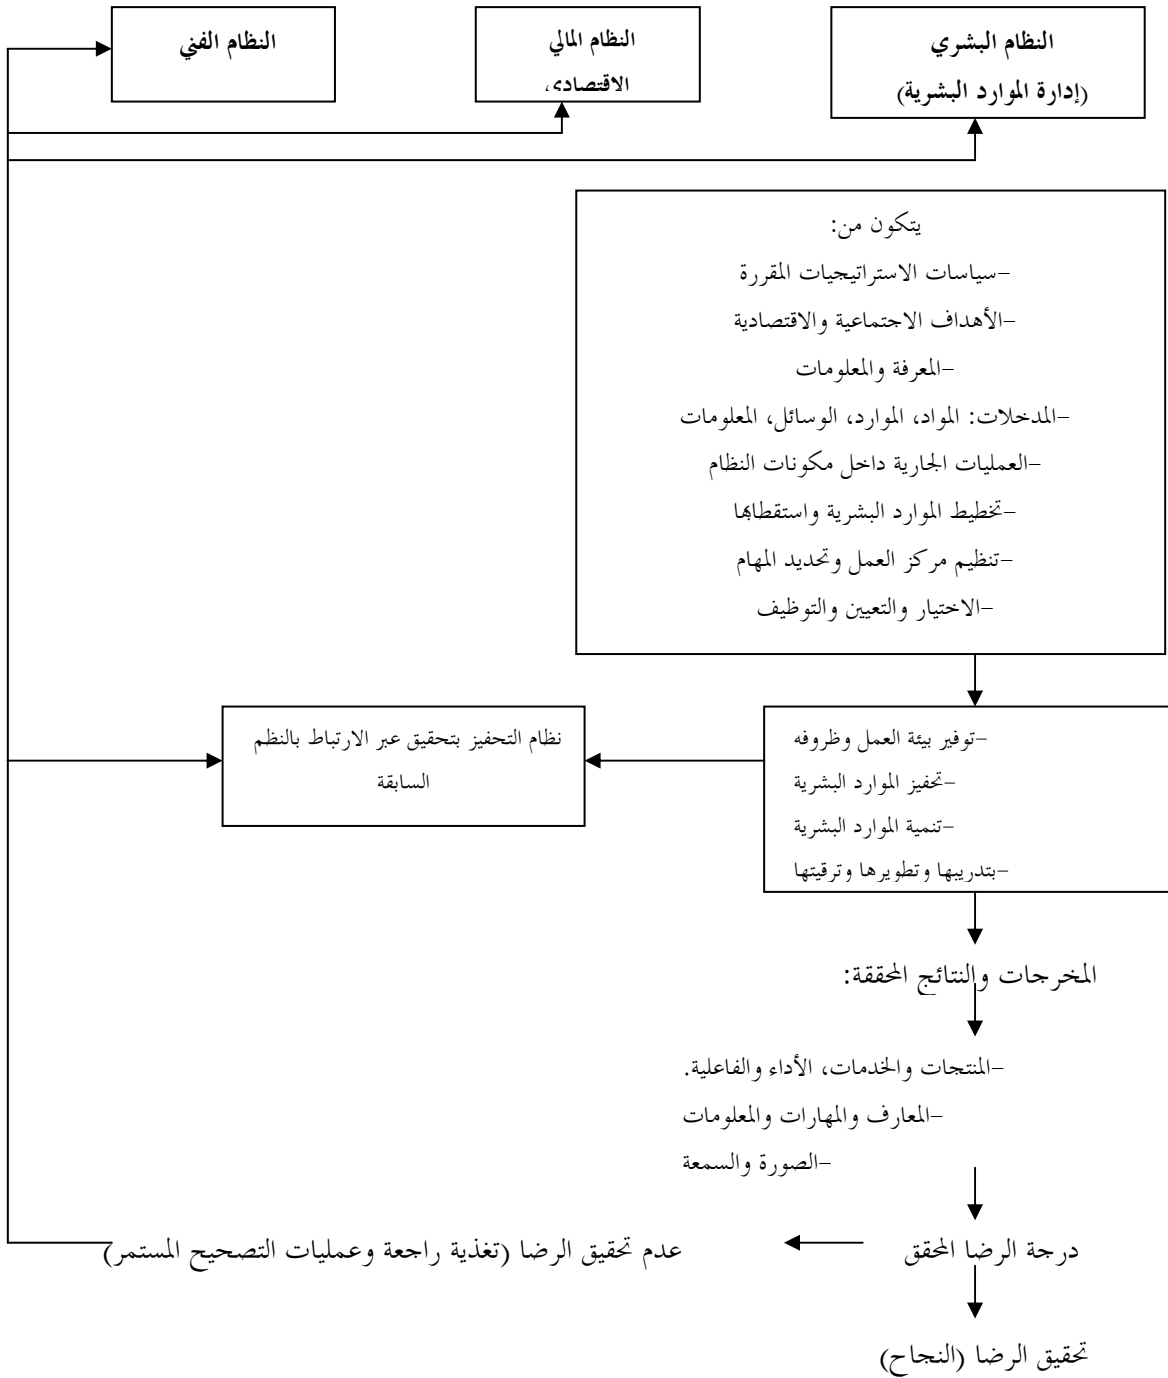 النظام البشري
(إدارة الموارد البشرية)
النظام المالي
الاقتصادي
النظام الفني
يتكون من:
-سياسات الاستراتيجيات المقررة
-الأهداف الاجتماعية والاقتصادية
-المعرفة والمعلومات
-المدخلات: المواد، الموارد، الوسائل، المعلومات
-العمليات الجارية داخل مكونات النظام
-تخطيط الموارد البشرية واستقطابها
-تنظيم مركز العمل وتحديد المهام
-الاختيار والتعيين والتوظيف
-توفير بيئة العمل وظروفه
-تحفيز الموارد البشرية
-تنمية الموارد البشرية
-بتدريبها وتطويرها وترقيتها
نظام التحفيز بتحقيق عبر الارتباط بالنظم
السابقة
المخرجات والنتائج المحققة:
-المنتجات والخدمات، الأداء والفاعلية.
-المعارف والمهارات والمعلومات
-الصورة والسمعة
درجة الرضا المحقق
عدم تحقيق الرضا (تغذية راجعة وعمليات التصحيح المستمر)
تحقيق الرضا (النجاح)